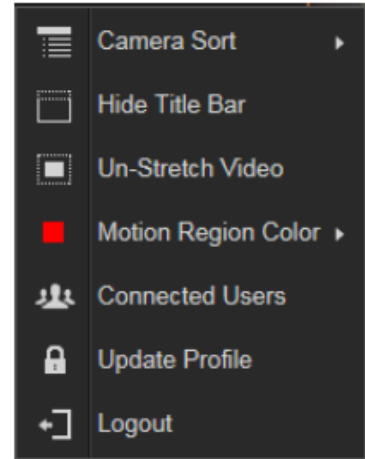 Camera Sort
Hide Title Bar
Un-Stretch Video
Motion Region Color
Connected Users
Update Profile
Logout